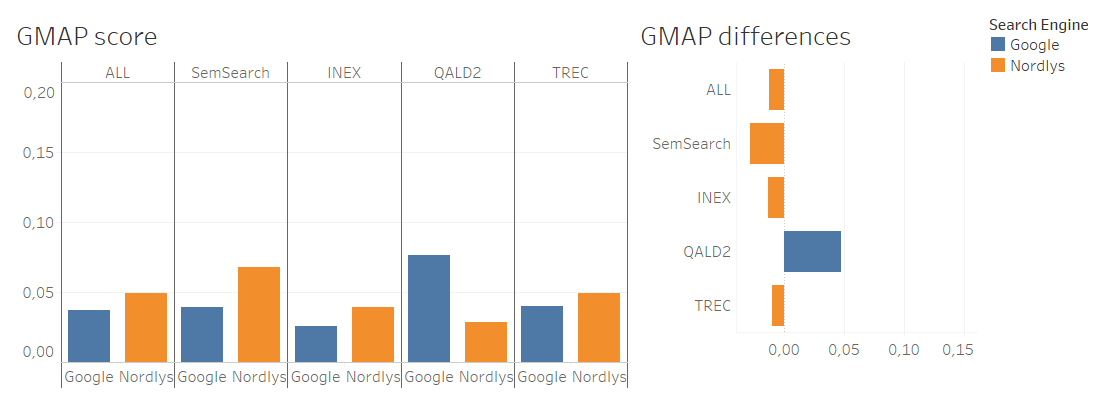 GMAP score
ALL SemSearch INEX QALD2 TREC
0,20
0,15
0,10
0,05
0,00
Google Nordlys Google Nordlys Google Nordlys Google Nordlys Google Nordlys
GMAP differences
ALL
SemSearch
INEX
QALD2
TREC
0,00 0,05 0,10 0,15
Search Engine
Google
Nordlys